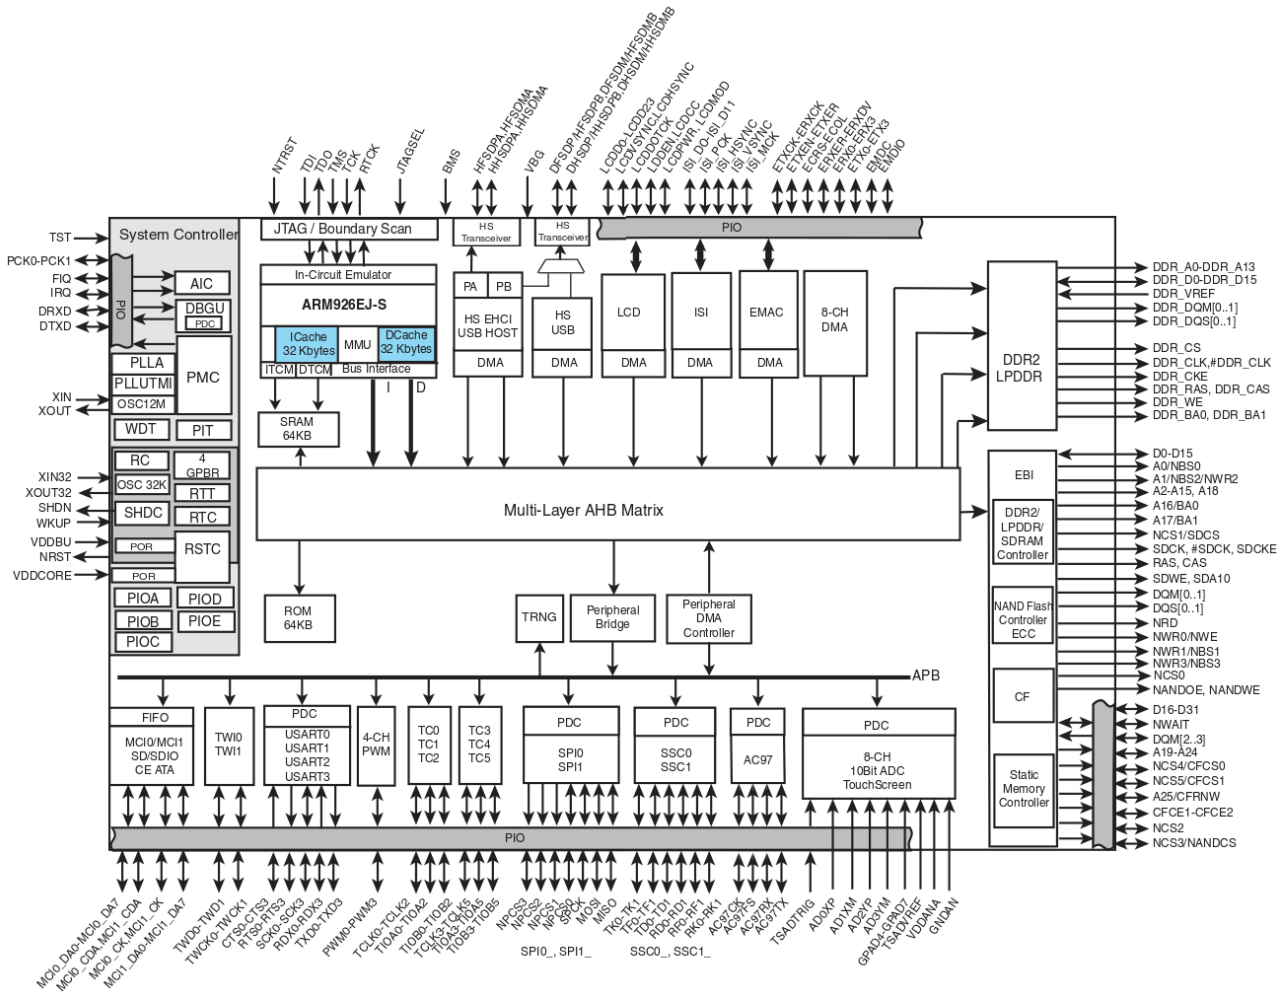 HFSDPA,HFSDMA
HHSDPA,HHSDMA
DFSDP/HFSDPB,DFSDM/HFSDMB
DHSDP/HHSDPB,DHSDM/HHSDMB
LCDD0-LCDD23
LCDVSYNC,LCDHSYNC
LCDDOTCK
LDDEN,LCDCC
LCDPWR, LCDMOD
ISI_DO-ISI_D11
ISI_PCK
ISI_HSYNC
ISI_VSYNC
ISI_MCK
ETXCK-ERXCK
ETXEN-ETXER
ECRS-ECOL
ERXER-ERXDV
ERX0-ERX3
ETX0-ETX3
EMDC
EMDIO
NTRST
TDI
TDO
TMS
TCK
RTCK
JTAGSEL
BMS
VBG
TST
PCK0-PCK1
FIQ
IRQ
DRXD
DTXD
XIN
XOUT
XIN32
XOUT32
SHDN
WKUP
VDDBU
NRST
VDDCORE
System Controller
PIO
AIC
DBGU
PDC
PLLA
PLLUTMI
OSC12M
PMC
WDT
PIT
RC
4
GPBR
OSC 32K
RTT
SHDC
RTC
POR
RSTC
POR
PIOA
PIOD
PIOB
PIOE
PIOC
JTAG / Boundary Scan
In-Circuit Emulator
ARM926EJ-S
ICache
32 Kbytes
MMU
DCache
32 Kbytes
ITCM
DTCM
Bus Interface
I
D
SRAM
64KB
HS
Transceiver
HS
Transceiver
PA
PB
HS EHCI
USB HOST
DMA
HS
USB
DMA
PIO
LCD
DMA
ISI
DMA
EMAC
DMA
8-CH
DMA
DDR2
LPDDR
Multi-Layer AHB Matrix
ROM
64KB
TRNG
Peripheral
Bridge
Peripheral
DMA
Controller
APB
EBI
DDR2/
LPDDR/
SDRAM
Controller
NAND Flash
Controller
ECC
CF
Static
Memory
Controller
DDR_A0-DDR_A13
DDR_D0-DDR_D15
DDR_VREF
DDR_DQM[0..1]
DDR_DQS[0..1]
DDR_CS
DDR_CLK,#DDR_CLK
DDR_CKE
DDR_RAS, DDR_CAS
DDR_WE
DDR_BA0, DDR_BA1
D0-D15
A0/NBS0
A1/NBS2/NWR2
A2-A15, A18
A16/BA0
A17/BA1
NCS1/SDCS
SDCK, #SDCK, SDCKE
RAS, CAS
SDWE, SDA10
DQM[0..1]
DQS[0..1]
NRD
NWR0/NWE
NWR1/NBS1
NWR3/NBS3
NCS0
NANDOE, NANDWE
D16-D31
NWAIT
DQM[2..3]
A19-A24
NCS4/CFCS0
NCS5/CFCS1
A25/CFRNW
CFCE1-CFCE2
NCS2
NCS3/NANDCS
FIFO
MCI0/MCI1
SD/SDIO
CE ATA
TWI0
TWI1
PDC
USART0
USART1
USART2
USART3
4-CH
PWM
TC0
TC1
TC2
TC3
TC4
TC5
PDC
SPI0
SPI1
PDC
SSC0
SSC1
PDC
AC97
PDC
8-CH
10Bit ADC
TouchScreen
PIO
MCI0_DA0-MCI0_DA7
MCI0_CDA,MCI1_CDA
MCI0_CK,MCI1_CK
MCI1_DA0-MCI1_DA7
TWD0-TWD1
TWCK0-TWCK1
CTS0-CTS3
RTS0-RTS3
SCK0-SCK3
RDX0-RDX3
TXD0-TXD3
PWM0-PWM3
TCLK0-TCLK2
TIOA0-TIOA2
TIOB0-TIOB2
TCLK3-TCLK5
TIOA3-TIOA5
TIOB3-TIOB5
NPCS3
NPCS2
NPCS1
NPCS0
SPCK
MOSI
MISO
SPI0_, SPI1_
TK0-TK1
TF0-TF1
TD0-TD1
RD0-RD1
RF0-RF1
RK0-RK1
SSC0_, SSC1_
AC97CK
AC97FS
AC97RX
AC97TX
TSADTRIG
AD0XP
AD1XM
AD2YP
AD3YM
GPAD4-GPAD7
TSADVREF
VDDANA
GNDAN